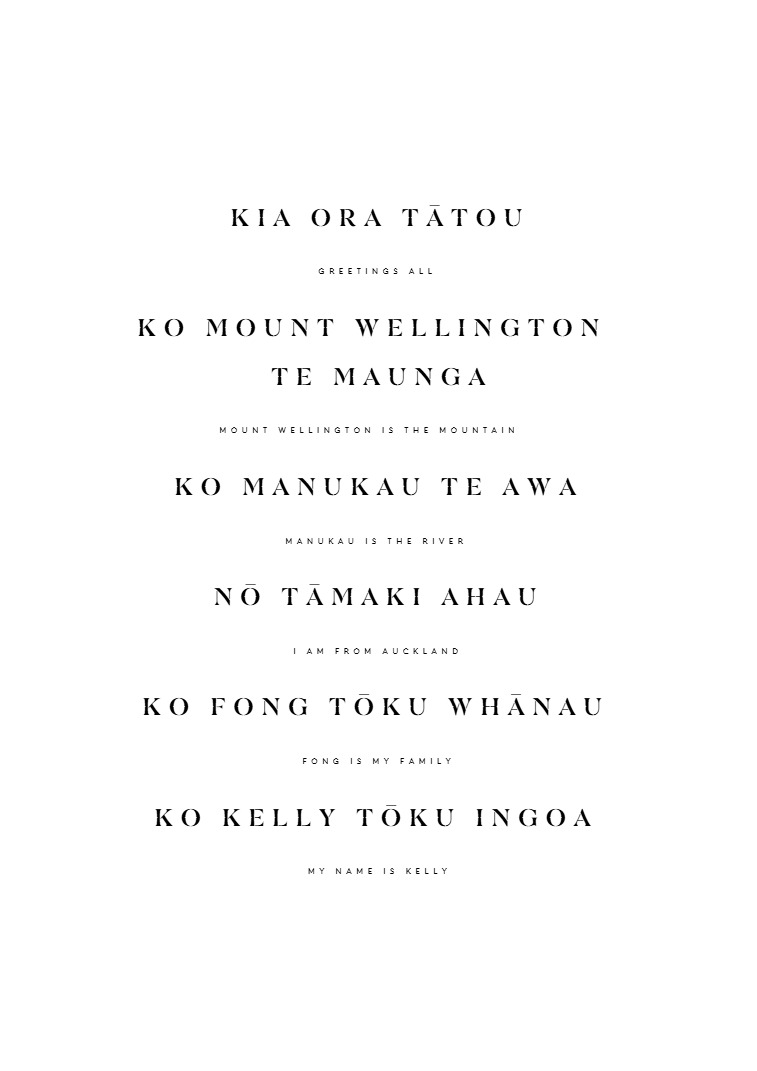 KIA ORA TĀTOU
GREETINGS ALL
KO MOUNT WELLINGTON
TE MAUNGA
MOUNT WELLINGTON IS THE MOUNTAIN
KO MANUKAU TE AWA
MANUKAU IS THE RIVER
NŌ TĀMAKI AHAU
I AM FROM AUCKLAND
KO FONG TŌKU WHĀNAU
FONG IS MY FAMILY
KO KELLY TŌKU INGOA
MY NAME IS KELLY